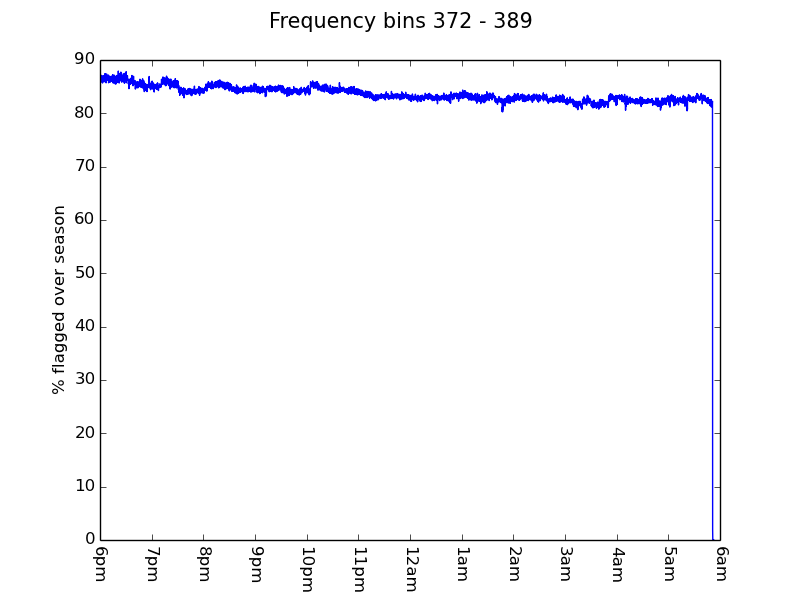 Frequency bins 372 - 389
90
80
70
60
50
40
30
20
10
0
% flagged over season
6pm
7pm
8pm
9pm
10pm
11pm
12am
1am
2am
3am
4am
5am
6am